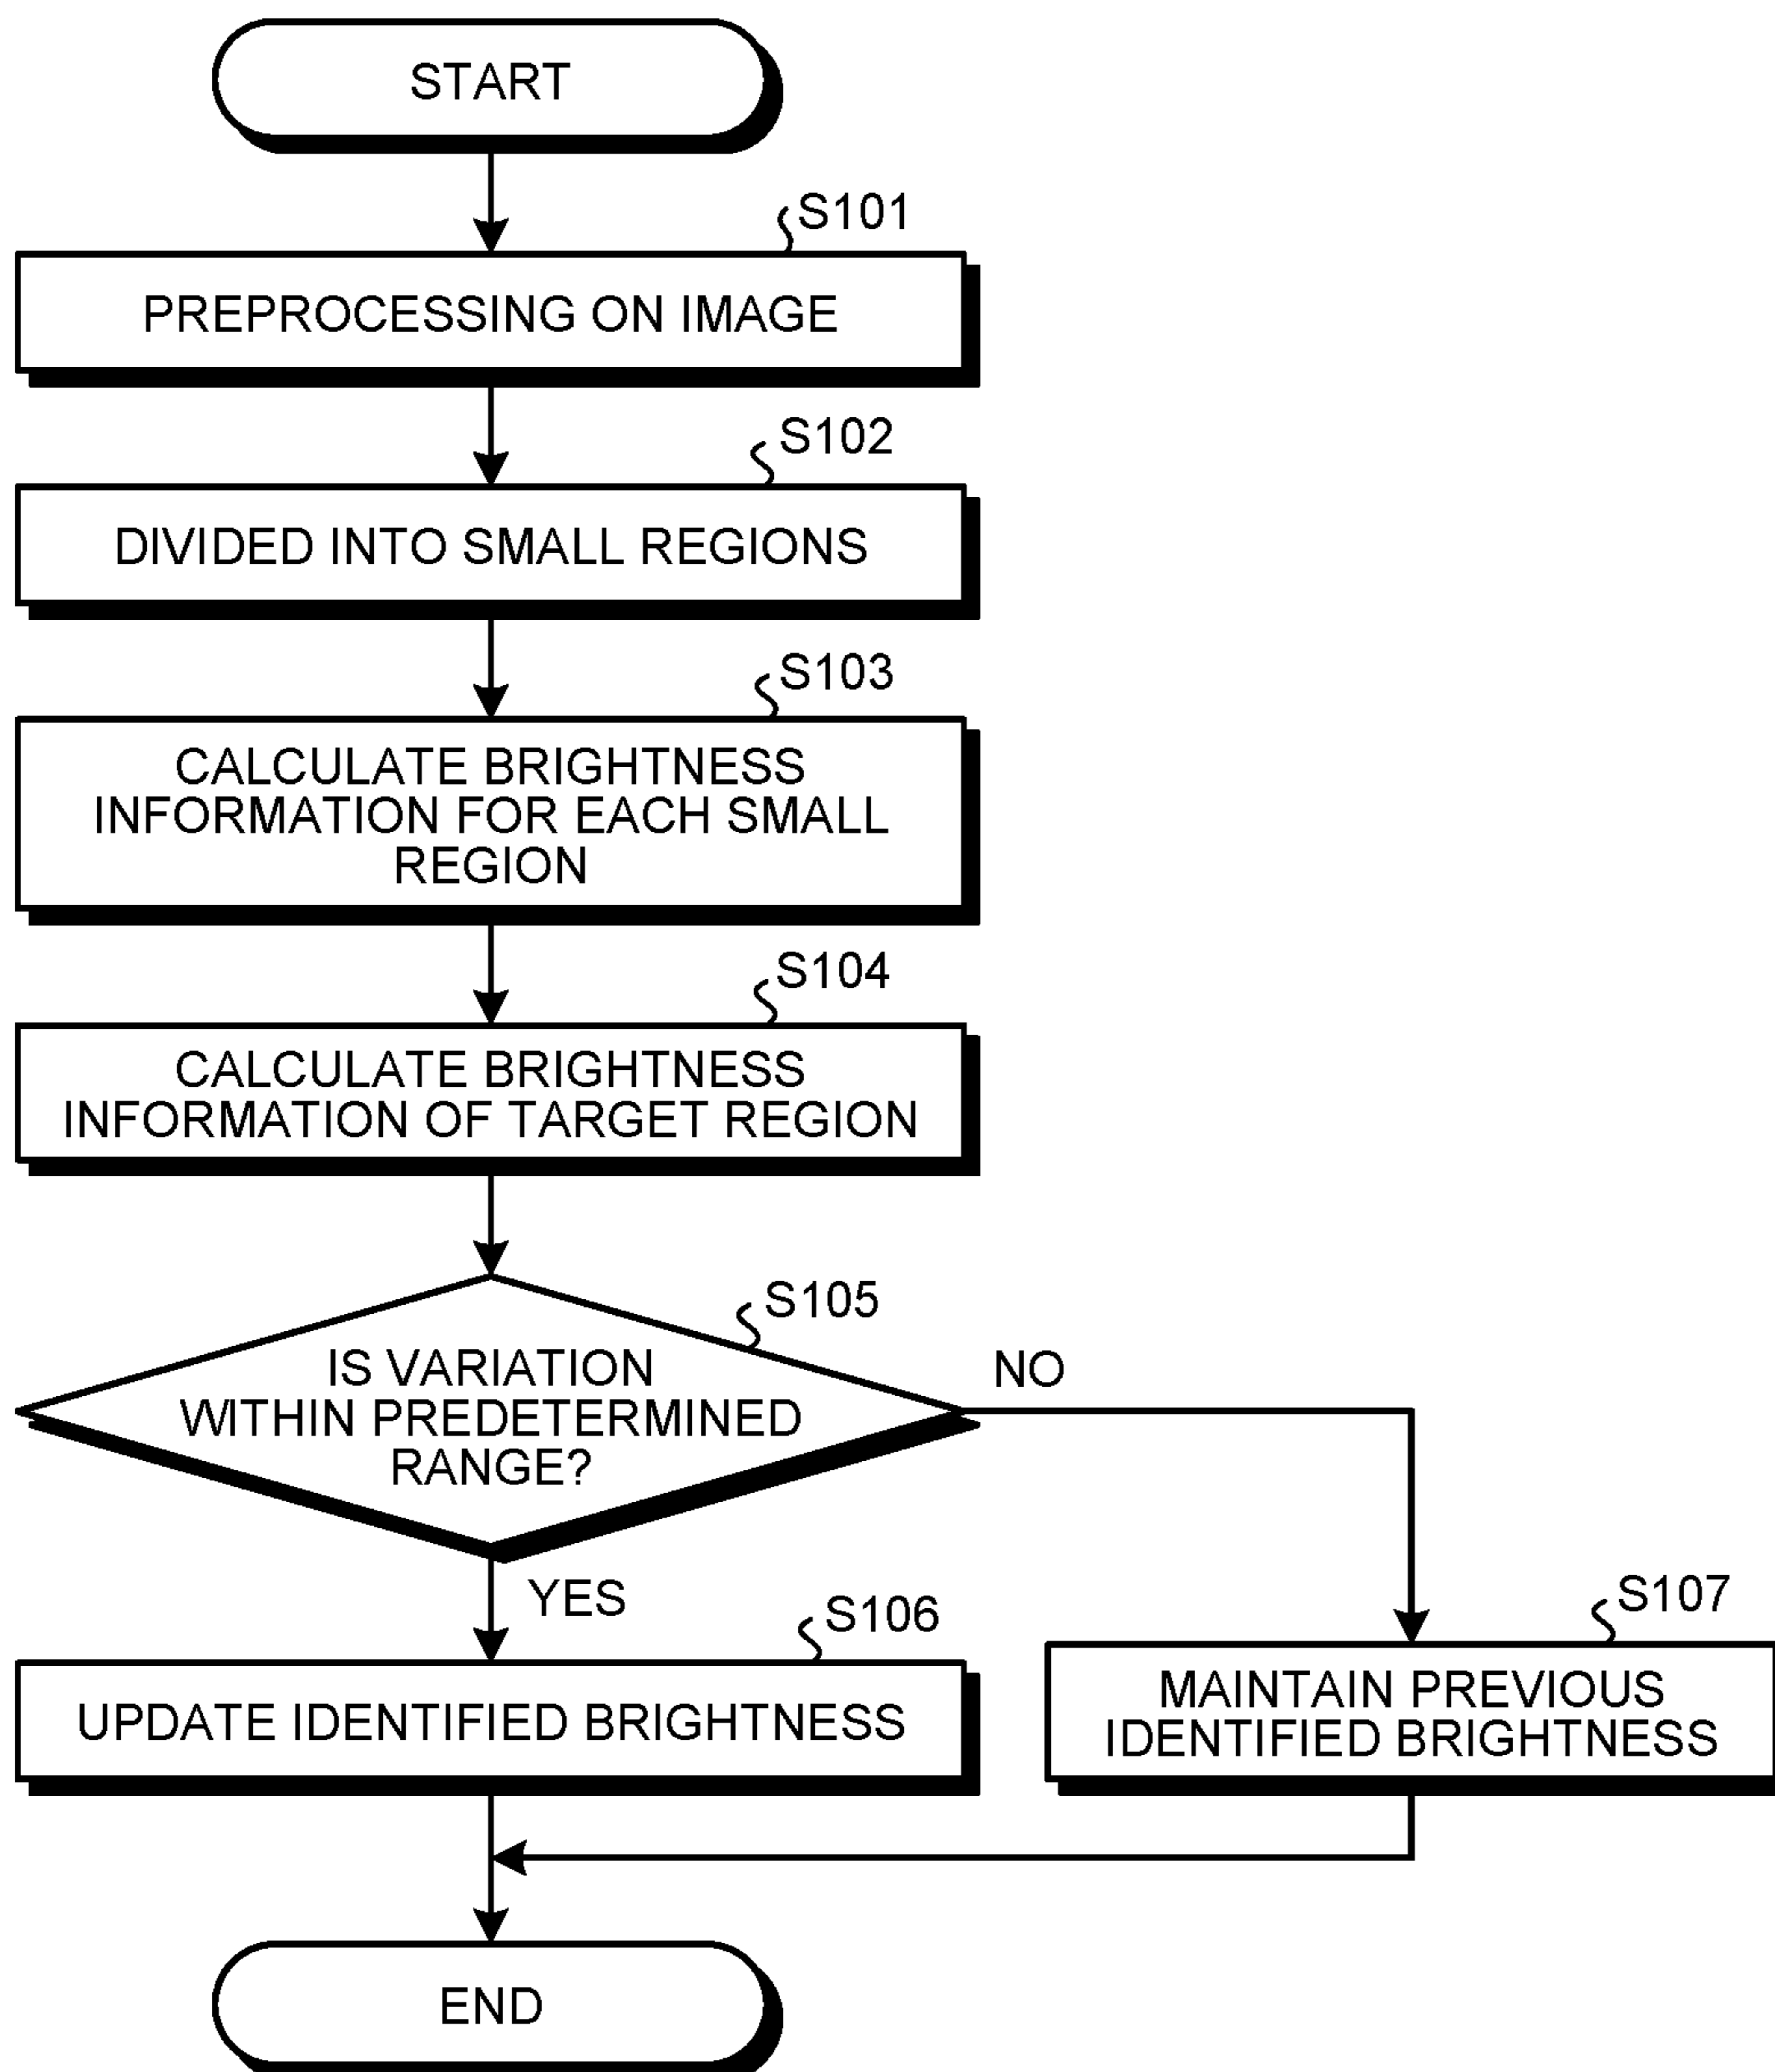 START
S101
PREPROCESSING ON IMAGE
S102
DIVIDED INTO SMALL REGIONS
S103
CALCULATE BRIGHTNESS
INFORMATION FOR EACH SMALL
REGION
S104
CALCULATE BRIGHTNESS
INFORMATION OF TARGET REGION
S105
IS VARIATION
WITHIN PREDETERMINED
RANGE?
NO
YES
S106
UPDATE IDENTIFIED BRIGHTNESS
S107
MAINTAIN PREVIOUS
IDENTIFIED BRIGHTNESS
END